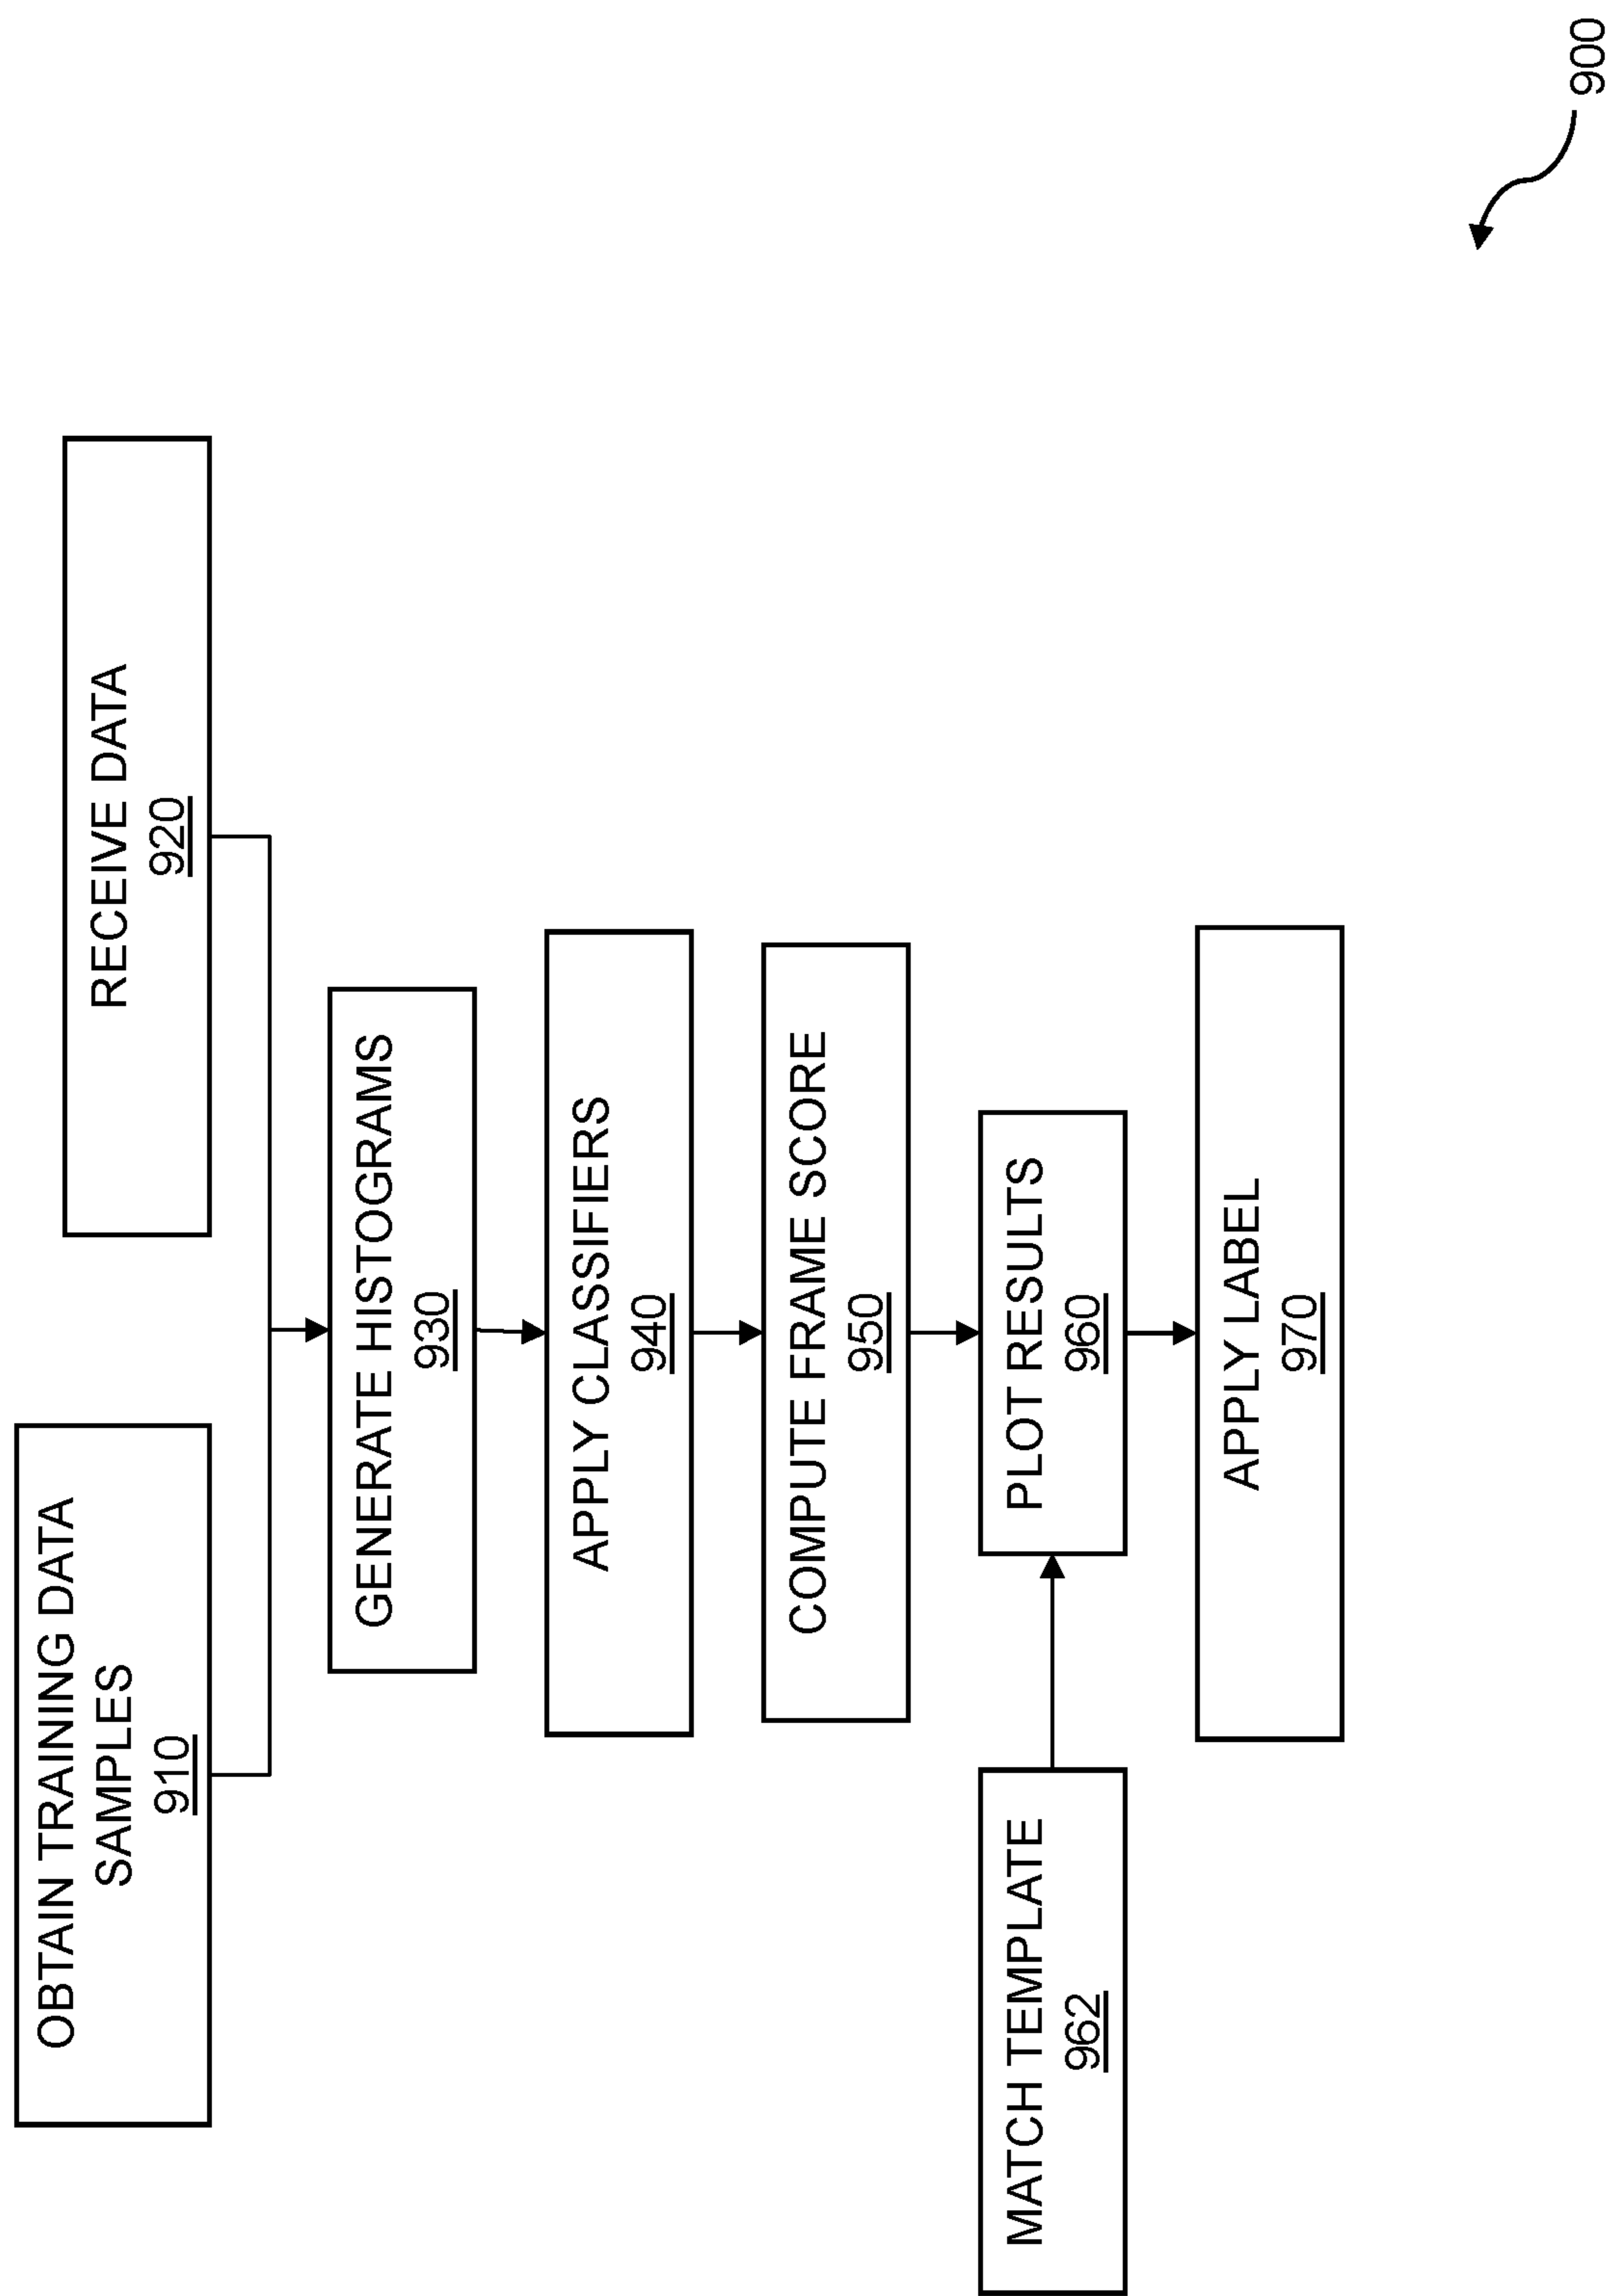 OBTAIN TRAINING DATA
SAMPLES
910
RECEIVE DATA
920
GENERATE HISTOGRAMS
930
APPLY CLASSIFIERS
940
COMPUTE FRAME SCORE
950
MATCH TEMPLATE
962
PLOT RESULTS
960
APPLY LABEL
970
900